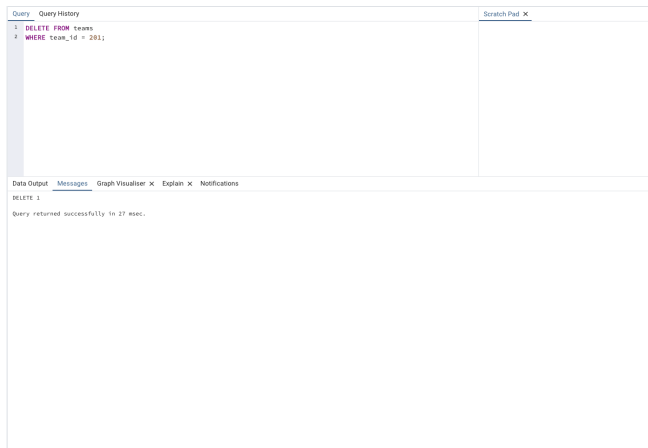 Query Query History
Scratch Pad ×
1 DELETE FROM teams
2 WHERE team_id = 201;
Data Output Messages Graph Visualiser × Explain × Notifications
DELETE 1
Query returned successfully in 27 msec.